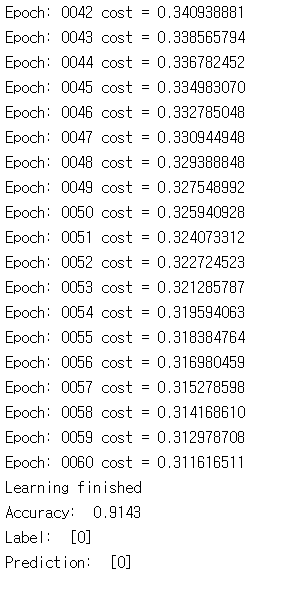 Epoch: 0042 cost = 0.340938881
Epoch: 0043 cost = 0.338565794
Epoch: 0044 cost = 0.336782452
Epoch: 0045 cost = 0.334983070
Epoch: 0046 cost = 0.332785048
Epoch: 0047 cost = 0.330944948
Epoch: 0048 cost = 0.329388848
Epoch: 0049 cost = 0.327548992
Epoch: 0050 cost = 0.325940928
Epoch: 0051 cost = 0.324073312
Epoch: 0052 cost = 0.322724523
Epoch: 0053 cost = 0.321285787
Epoch: 0054 cost = 0.319594063
Epoch: 0055 cost = 0.318384764
Epoch: 0056 cost = 0.316980459
Epoch: 0057 cost = 0.315278598
Epoch: 0058 cost = 0.314168610
Epoch: 0059 cost = 0.312978708
Epoch: 0060 cost = 0.311616511
Learning finished
Accuracy:  0.9143
Label:  [0]
Prediction:  [0]